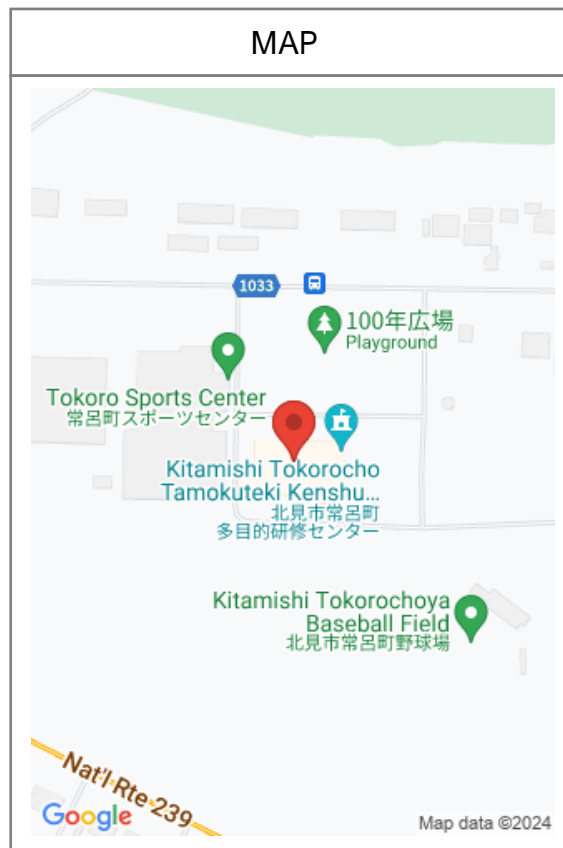 MAP
1033
100年広場
Playground
Tokoro Sports Center
常呂町スポーツセンター
Kitamishi Tokorocho
Tamokuteki Kenshu...
北見市常呂町
多目的研修センター
Kitamishi Tokorochoya
Baseball Field
北見市常呂町野球場
Nat'l Rte 239
Google
Map data ©2024